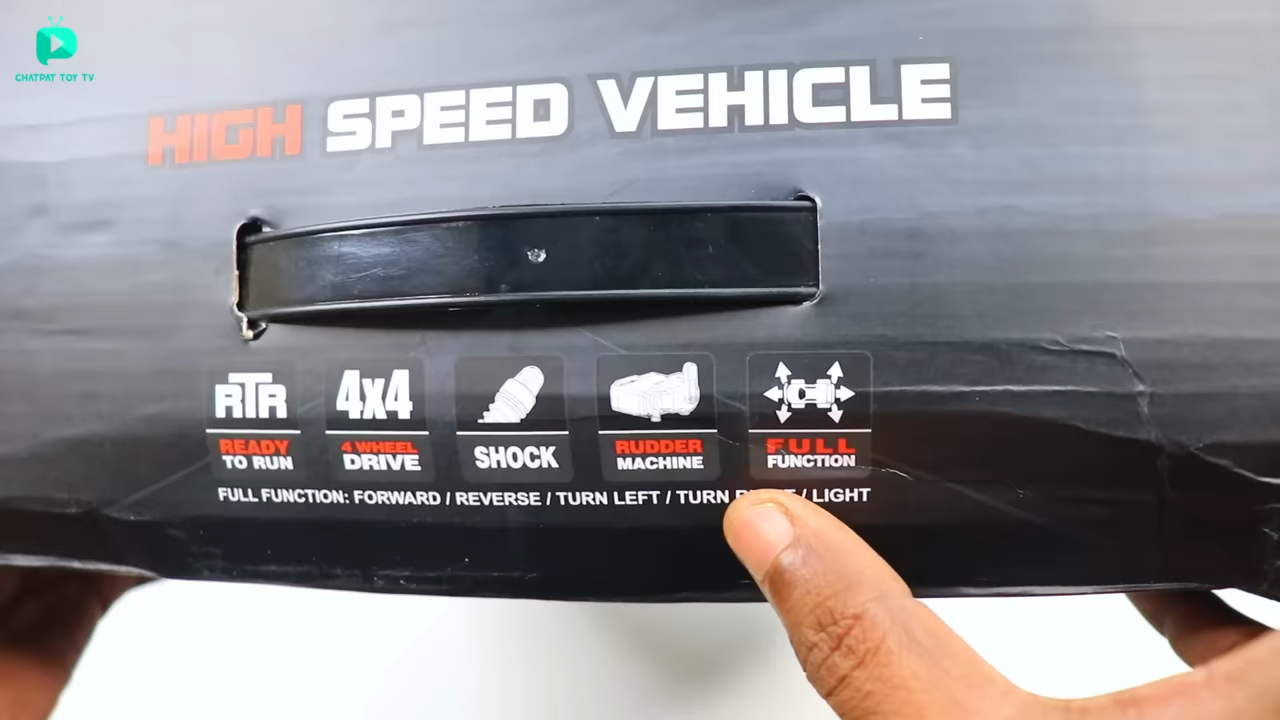 CHATPAT TOY TV
HIGH SPEED VEHICLE
RTR
READY
TO RUN
4x4
4 WHEEL
DRIVE
SHOCK
RUDDER
MACHINE
FULL
FUNCTION
FULL FUNCTION: FORWARD / REVERSE / TURN LEFT / TURN / LIGHT